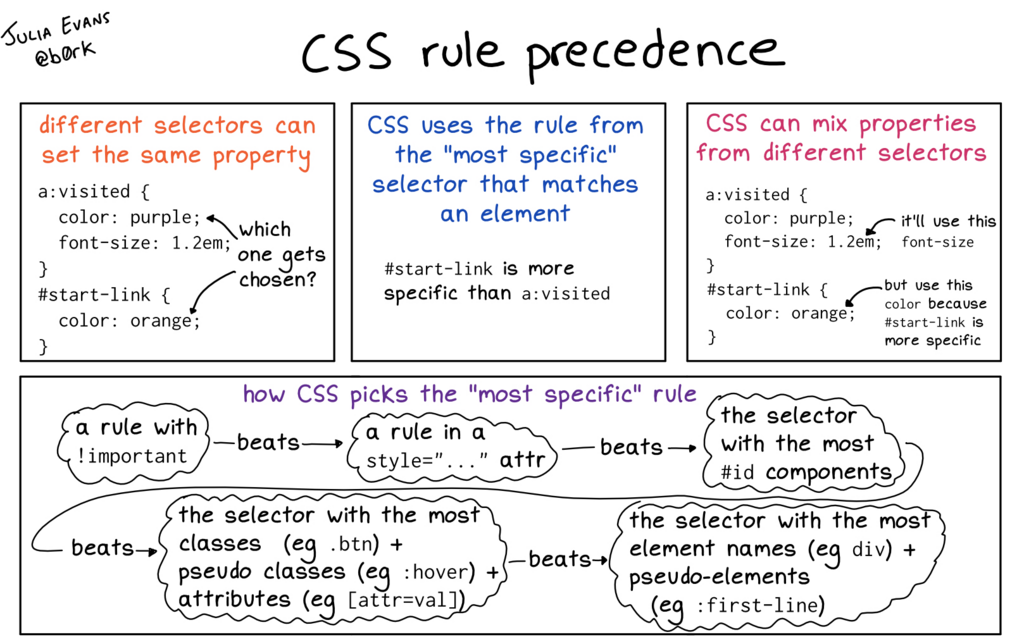 JULIA EVANS
@b0rk
CSS rule precedence
different selectors can
set the same property
a:visited {
color: purple;
font-size: 1.2em;
}
#start-link {
color: orange;
}
which
one gets
chosen?
CSS uses the rule from
the "most specific"
selector that matches
an element
#start-link is more
specific than a:visited
CSS can mix properties
from different selectors
a:visited {
color: purple;
font-size: 1.2em;
}
#start-link {
color: orange;
}
it'll use this
font-size
but use this
color because
#start-link is
more specific
how CSS picks the "most specific" rule
a rule with
!important
beats
a rule in a
style="..." attr
beats
the selector
with the most
#id components
beats
the selector with the most
classes (eg .btn) +
pseudo classes (eg :hover) +
attributes (eg [attr=val])
beats
the selector with the most
element names (eg div) +
pseudo-elements
(eg :first-line)